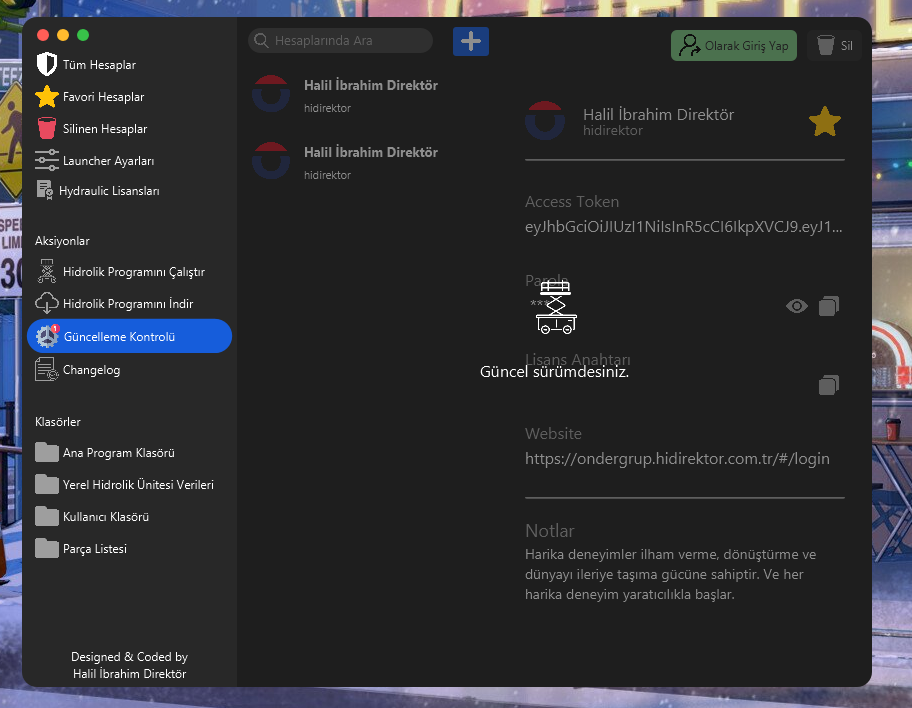 Tüm Hesaplar
Favori Hesaplar
Silinen Hesaplar
Launcher Ayarları
Hydraulic Lisansları
Aksiyonlar
Hidrolik Programını Çalıştır
Hidrolik Programını İndir
1
Güncelleme Kontrolü
Changelog
Klasörler
Ana Program Klasörü
Yerel Hidrolik Ünitesi Verileri
Kullanıcı Klasörü
Parça Listesi
Designed & Coded by
Halil İbrahim Direktör
Hesaplarında Ara
Halil İbrahim Direktör
hidirektor
Halil İbrahim Direktör
hidirektor
Olarak Giriş Yap
Sil
Halil İbrahim Direktör
hidirektor
Access Token
eyJhbGciOiJIUzI1NiIsInR5cCI6IkpXVCJ9.eyJ1...
Parola
***
Lisans Anahtarı
Güncel sürümdesiniz.
Website
https://ondergrup.hidirektor.com.tr/#/login
Notlar
Harika deneyimler ilham verme, dönüştürme ve
dünyayı ileriye taşıma gücüne sahiptir. Ve her
harika deneyim yaratıcılıkla başlar.